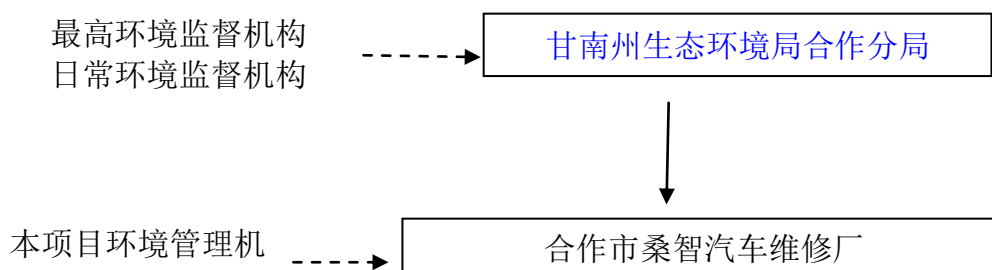 最高环境监督机构
日常环境监督机构
甘南州生态环境局合作分局
本项目环境管理机
合作市桑智汽车维修厂